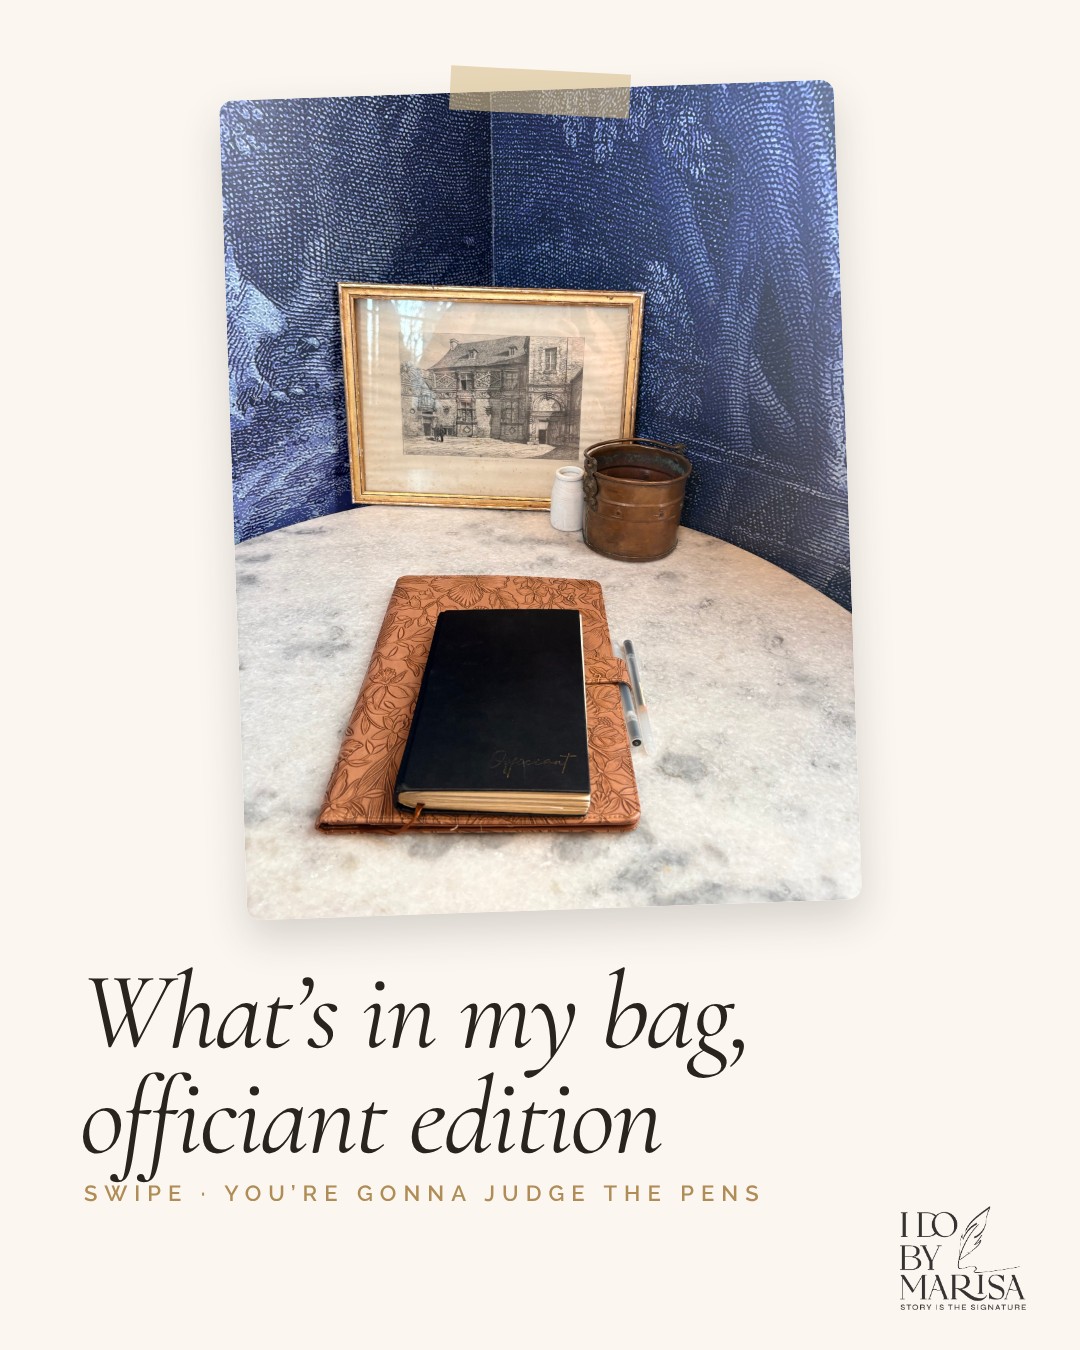 Officiant
What's in my bag,
officiant edition
SWIPE · YOU'RE GONNA JUDGE THE PENS
I DO
BY
MARISA
STORY IS THE SIGNATURE